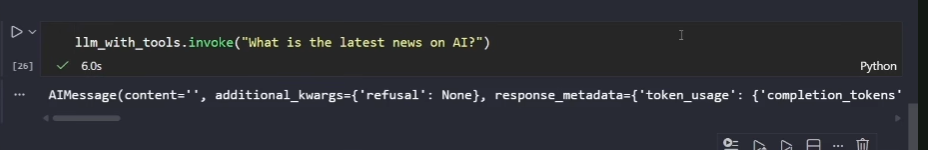 llm_with_tools.invoke("What is the latest news on AI?")
[26]
6.0s
Python
...
AIMessage(content='', additional_kwargs={'refusal': None}, response_metadata={'token_usage': {'completion_tokens'
...